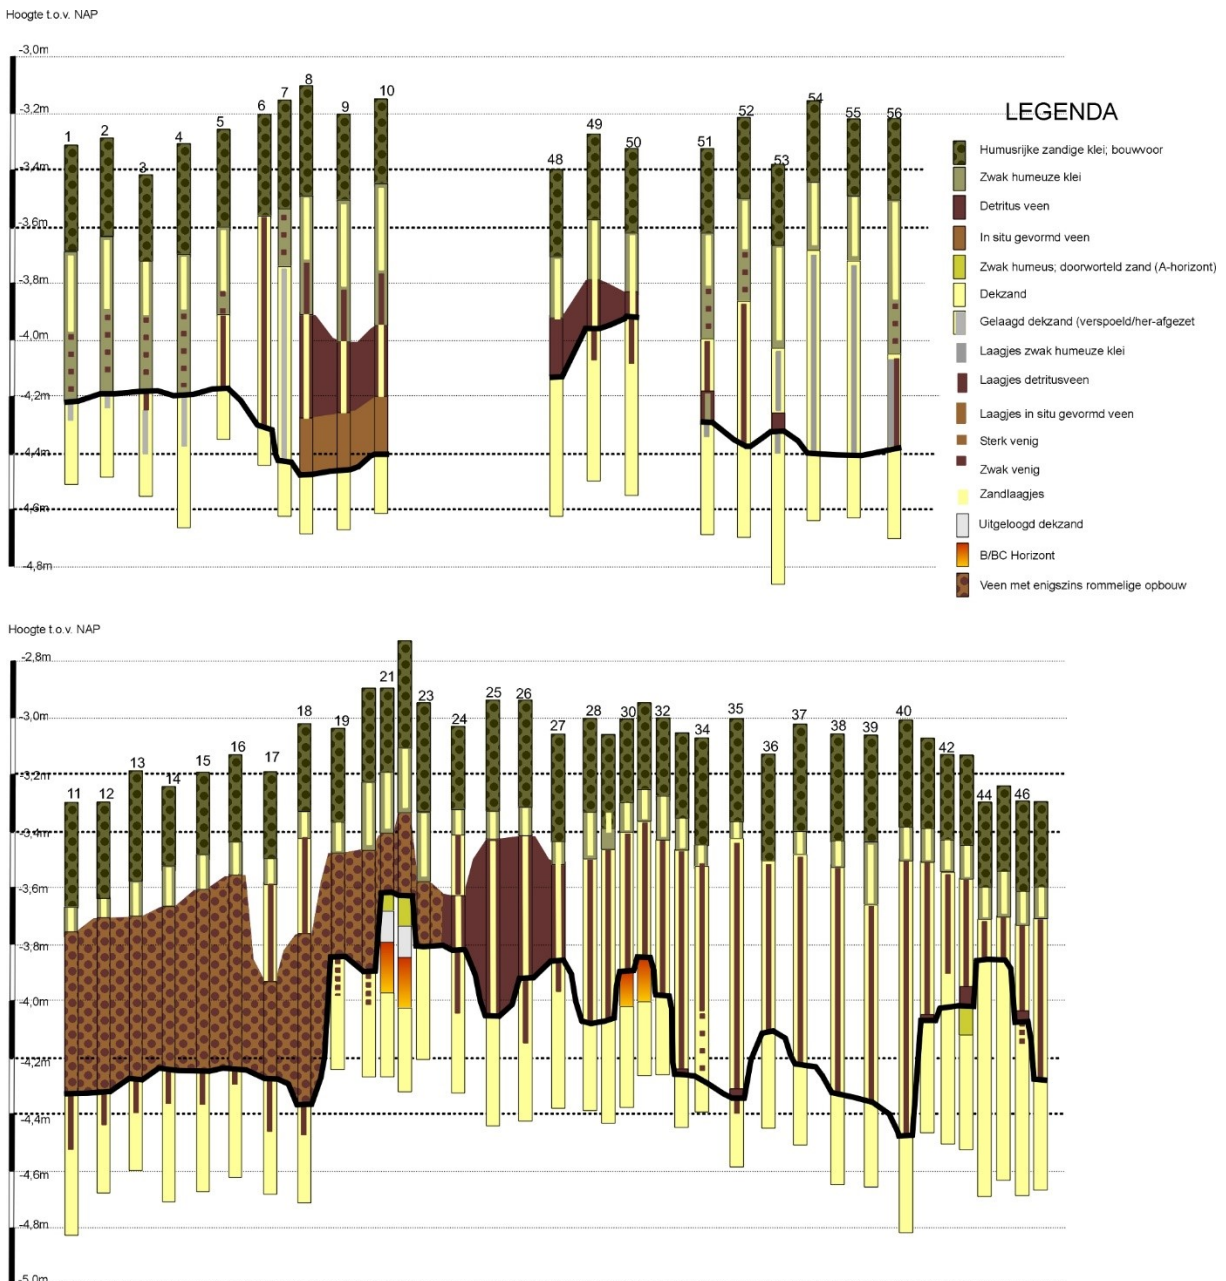 Hoogte t.o.v. NAP
-3,0m
-3,2m
-3,4m
-3,6m
-3,8m
-4,0m
-4,2m
-4,4m
-4,6m
-4,8m
1 2 3 4 5 6 7 8 9 10 48 49 50 51 52 53 54 55 56
LEGENDA
Humusrijke zandige klei; bouwvoor
Zwak humeuze klei
Detritus veen
In situ gevormd veen
Zwak humeus; doorworteld zand (A-horizont)
Dekzand
Gelaagd dekzand (verspoeld/her-afgezet
Laagjes zwak humeuze klei
Laagjes detritusveen
Laagjes in situ gevormd veen
Sterk venig
Zwak venig
Zandlaagjes
Uitgeloogd dekzand
B/BC Horizont
Veen met enigszins rommelige opbouw
Hoogte t.o.v. NAP
-2,8m
-3,0m
-3,2m
-3,4m
-3,6m
-3,8m
-4,0m
-4,2m
-4,4m
-4,6m
-4,8m
-5,0m
11 12 13 14 15 16 17 18 19 21 23 24 25 26 27 28 30 32 34 35 36 37 38 39 40 42 44 46